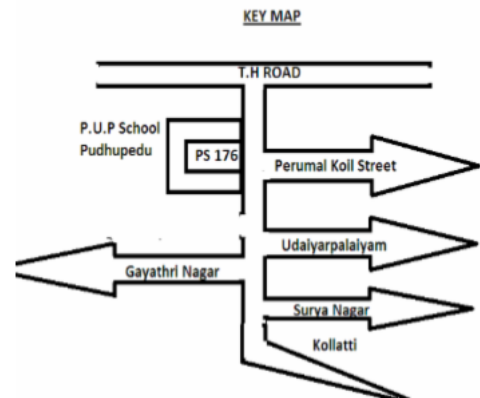 KEY MAP
T.H ROAD
P.U.P School
Pudhupedu
PS 176
Perumal Koil Street
Udaiyarpalaiyam
Gayathri Nagar
Surya Nagar
Kollatti